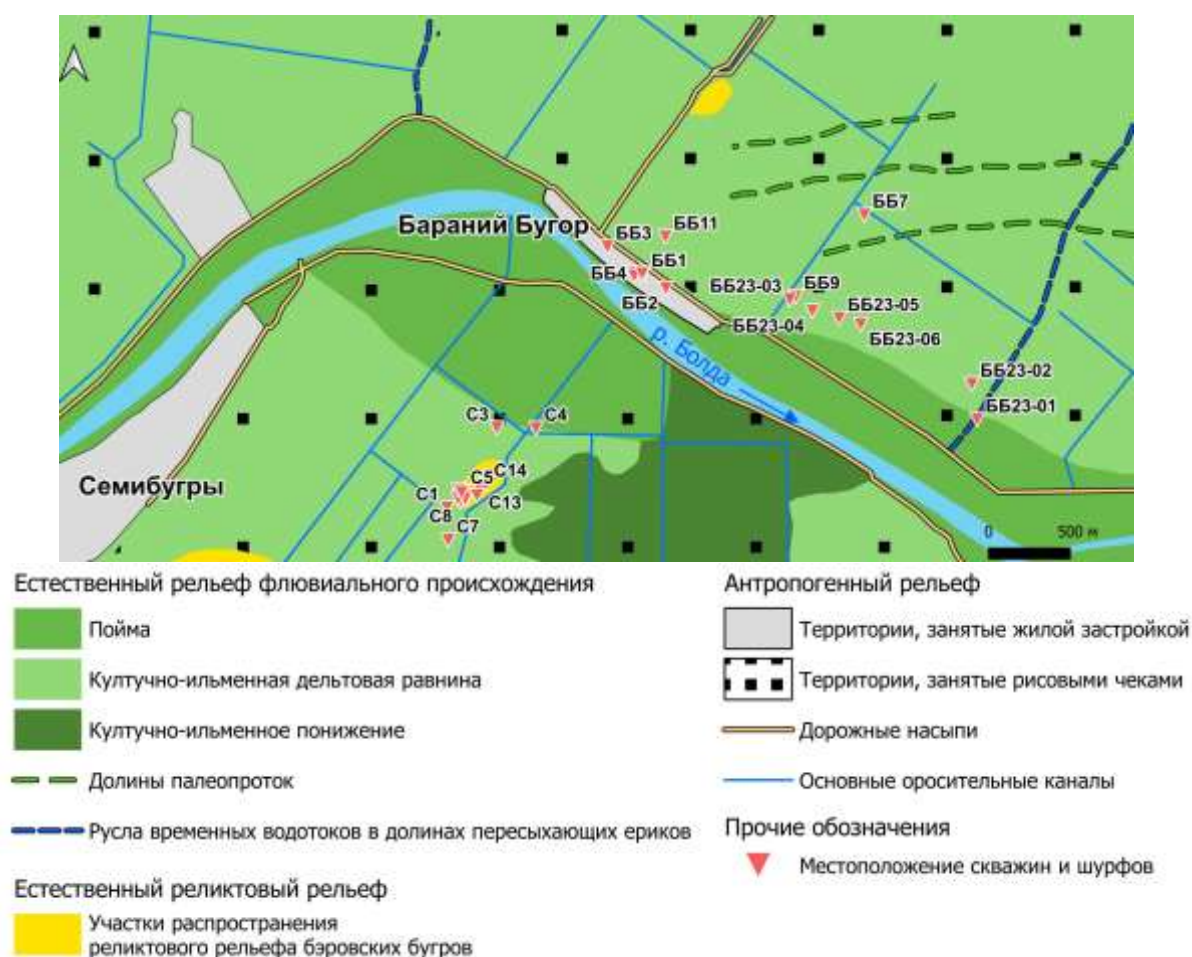 Бараний Бугор
ББ3
ББ11
ББ7
ББ4
ББ1
ББ2
ББ23-03
ББ9
ББ23-04
ББ23-05
ББ23-06
ББ23-02
ББ23-01
р. Болда
С3
С4
Семибугры
С1
С5
С14
С8
С13
С7
0
500 м
Естественный рельеф флювиального происхождения
Пойма
Култучно-ильменная дельтовая равнина
Култучно-ильменное понижение
Долины палеопроток
Русла временных водотоков в долинах пересыхающих ериков
Естественный реликтовый рельеф
Участки распространения
реликтового рельефа бэровских бугров
Антропогенный рельеф
Территории, занятые жилой застройкой
Территории, занятые рисовыми чеками
Дорожные насыпи
Основные оросительные каналы
Прочие обозначения
Местоположение скважин и шурфов